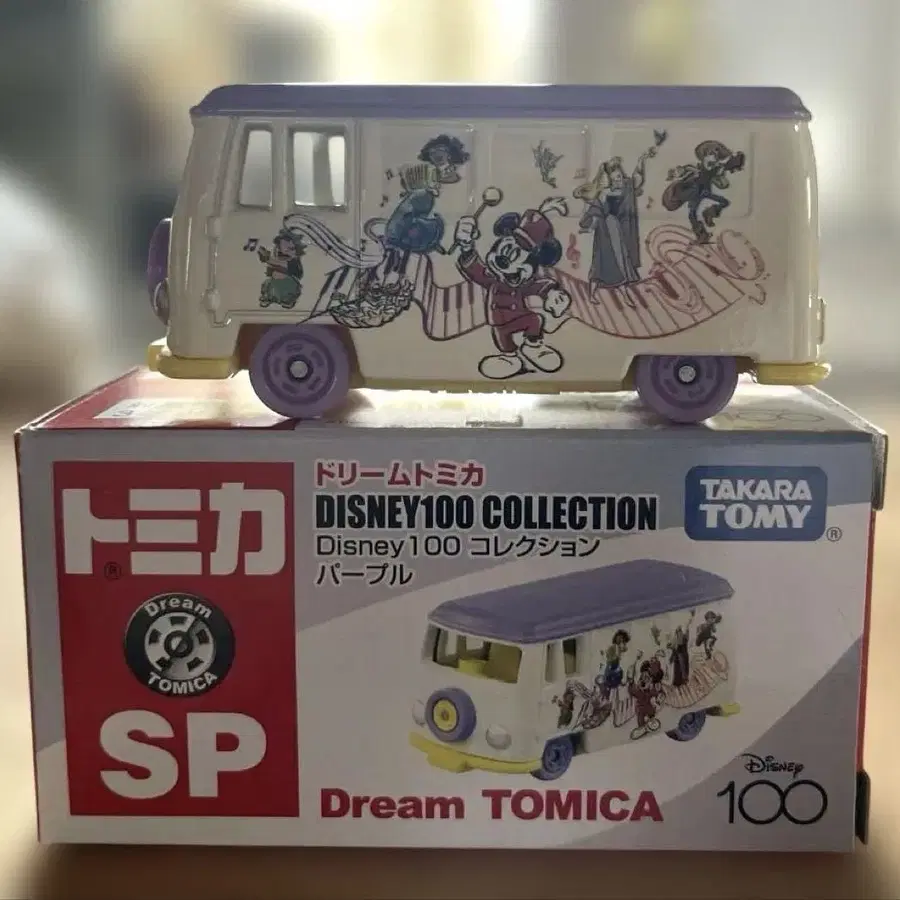 トミカ
®
Dream
TOMICA
SP
ドリームトミカ
DISNEY100 COLLECTION
Disney100 コレクション
パープル
TAKARA
TOMY
®
Dream TOMICA
Disney
100